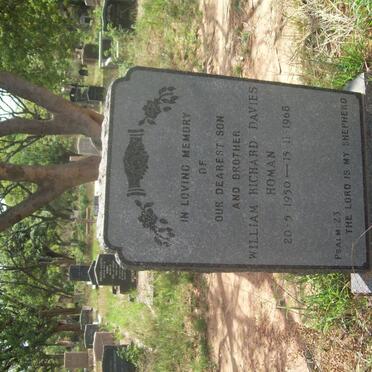 IN LOVING MEMORY
OF
OUR DEAREST SON
AND BROTHER
WILLIAM RICHARD DAVIES
HOMAN
20·5·1950 — 15·11·1968
PSALM 23
THE LORD IS MY SHEPHERD